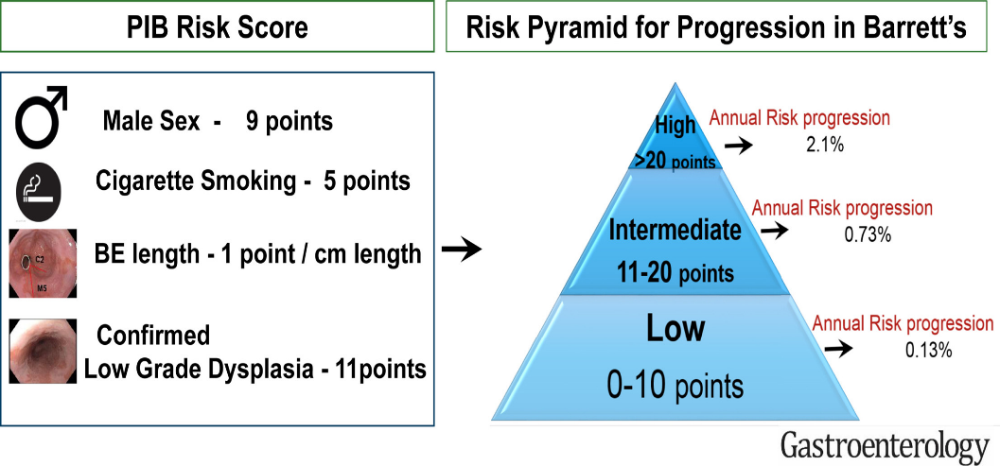 PIB Risk Score
Male Sex - 9 points
Cigarette Smoking - 5 points
C2
M5
BE length - 1 point / cm length
Confirmed
Low Grade Dysplasia - 11points
Risk Pyramid for Progression in Barrett's
High
>20 points
Annual Risk progression
2.1%
Intermediate
11-20 points
Annual Risk progression
0.73%
Low
0-10 points
Annual Risk progression
0.13%
Gastroenterology